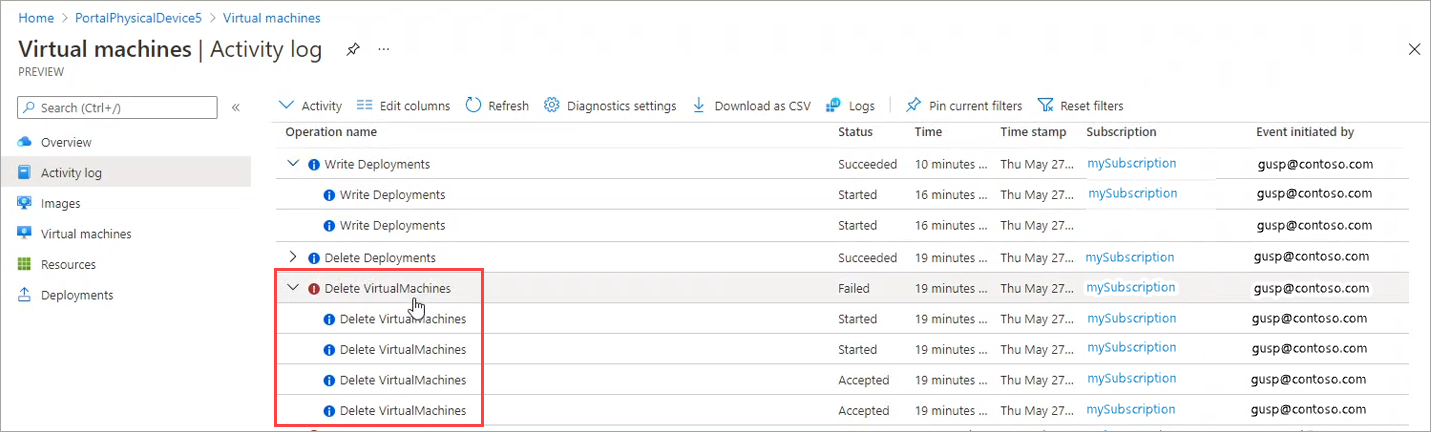 Home > PortalPhysicalDevice5 > Virtual machines
Virtual machines | Activity log ...
PREVIEW
Search (Ctrl+/) «
Overview
Activity log
Images
Virtual machines
Resources
Deployments
Activity Edit columns Refresh Diagnostics settings Download as CSV Logs Pin current filters Reset filters
Operation name Status Time Time stamp Subscription Event initiated by
Write Deployments Succeeded 10 minutes ... Thu May 27... mySubscription gusp@contoso.com
Write Deployments Started 16 minutes ... Thu May 27... mySubscription gusp@contoso.com
Write Deployments Started 16 minutes ... Thu May 27... gusp@contoso.com
Delete Deployments Succeeded 19 minutes ... Thu May 27... mySubscription gusp@contoso.com
Delete VirtualMachines Failed 19 minutes ... Thu May 27... mySubscription gusp@contoso.com
Delete VirtualMachines Started 19 minutes ... Thu May 27... mySubscription gusp@contoso.com
Delete VirtualMachines Started 19 minutes ... Thu May 27... mySubscription gusp@contoso.com
Delete VirtualMachines Accepted 19 minutes ... Thu May 27... mySubscription gusp@contoso.com
Delete VirtualMachines Accepted 19 minutes ... Thu May 27... mySubscription gusp@contoso.com